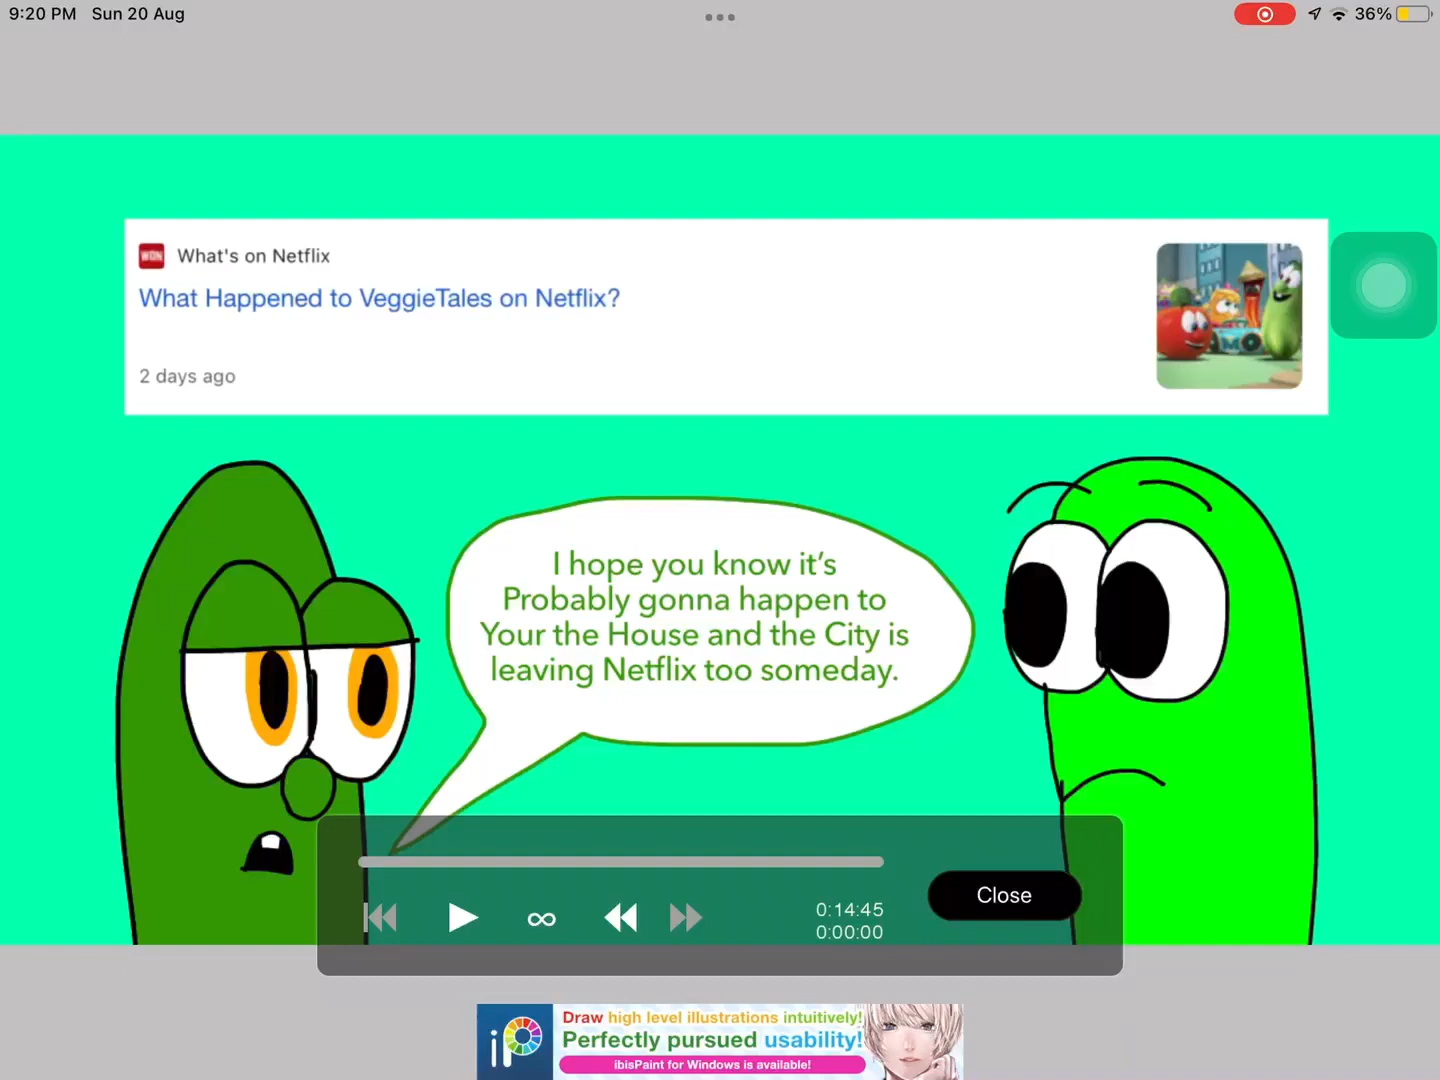 9:20 PM Sun 20 Aug
36%
WON What's on Netflix
What Happened to VeggieTales on Netflix?
2 days ago
I hope you know it's
Probably gonna happen to
Your the House and the City is
leaving Netflix too someday.
0:14:45
0:00:00
Close
iP
Draw high level illustrations intuitively!
Perfectly pursued usability!
ibisPaint for Windows is available!